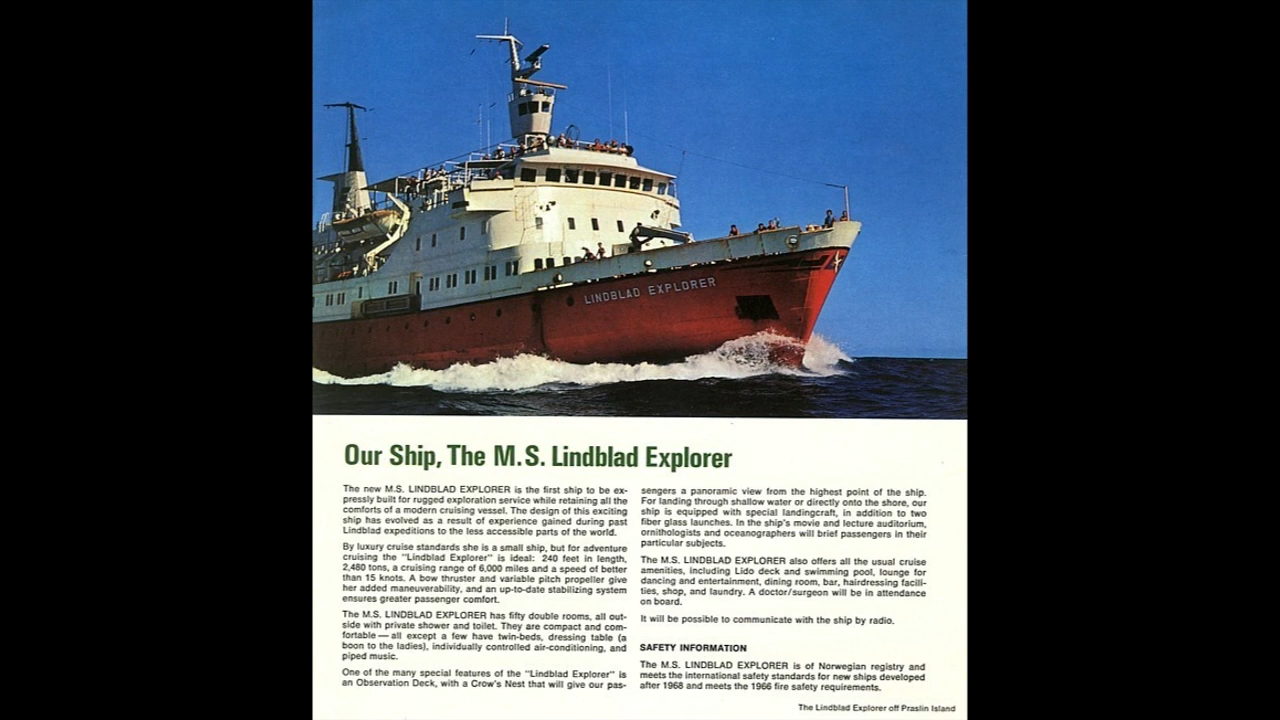 LINDBLAD EXPLORER
Our Ship, The M.S. Lindblad Explorer
The new M.S. LINDBLAD EXPLORER is the first ship to be ex-
pressly built for rugged exploration service while retaining all the
comforts of a modern cruising vessel. The design of this exciting
ship has evolved as a result of experience gained during past
Lindblad expeditions to the less accessible parts of the world.
By luxury cruise standards she is a small ship, but for adventure
cruising the "Lindblad Explorer" is ideal: 240 feet in length,
2,480 tons, a cruising range of 6,000 miles and a speed of better
than 15 knots. A bow thruster and variable pitch propeller give
her added maneuverability, and an up-to-date stabilizing system
ensures greater passenger comfort.
The M.S. LINDBLAD EXPLORER has fifty double rooms, all out-
side with private shower and toilet. They are compact and com-
fortable — all except a few have twin-beds, dressing table (a
boon to the ladies), individually controlled air-conditioning, and
piped music.
One of the many special features of the "Lindblad Explorer" is
an Observation Deck, with a Crow's Nest that will give our pas-
sengers a panoramic view from the highest point of the ship.
For landing through shallow water or directly onto the shore, our
ship is equipped with special landingcraft, in addition to two
fiber glass launches. In the ship's movie and lecture auditorium,
ornithologists and oceanographers will brief passengers in their
particular subjects.
The M.S. LINDBLAD EXPLORER also offers all the usual cruise
amenities, including Lido deck and swimming pool, lounge for
dancing and entertainment, dining room, bar, hairdressing facili-
ties, shop, and laundry. A doctor/surgeon will be in attendance
on board.
It will be possible to communicate with the ship by radio.
SAFETY INFORMATION
The M.S. LINDBLAD EXPLORER is of Norwegian registry and
meets the international safety standards for new ships developed
after 1968 and meets the 1966 fire safety requirements.
The Lindblad Explorer off Praslin Island